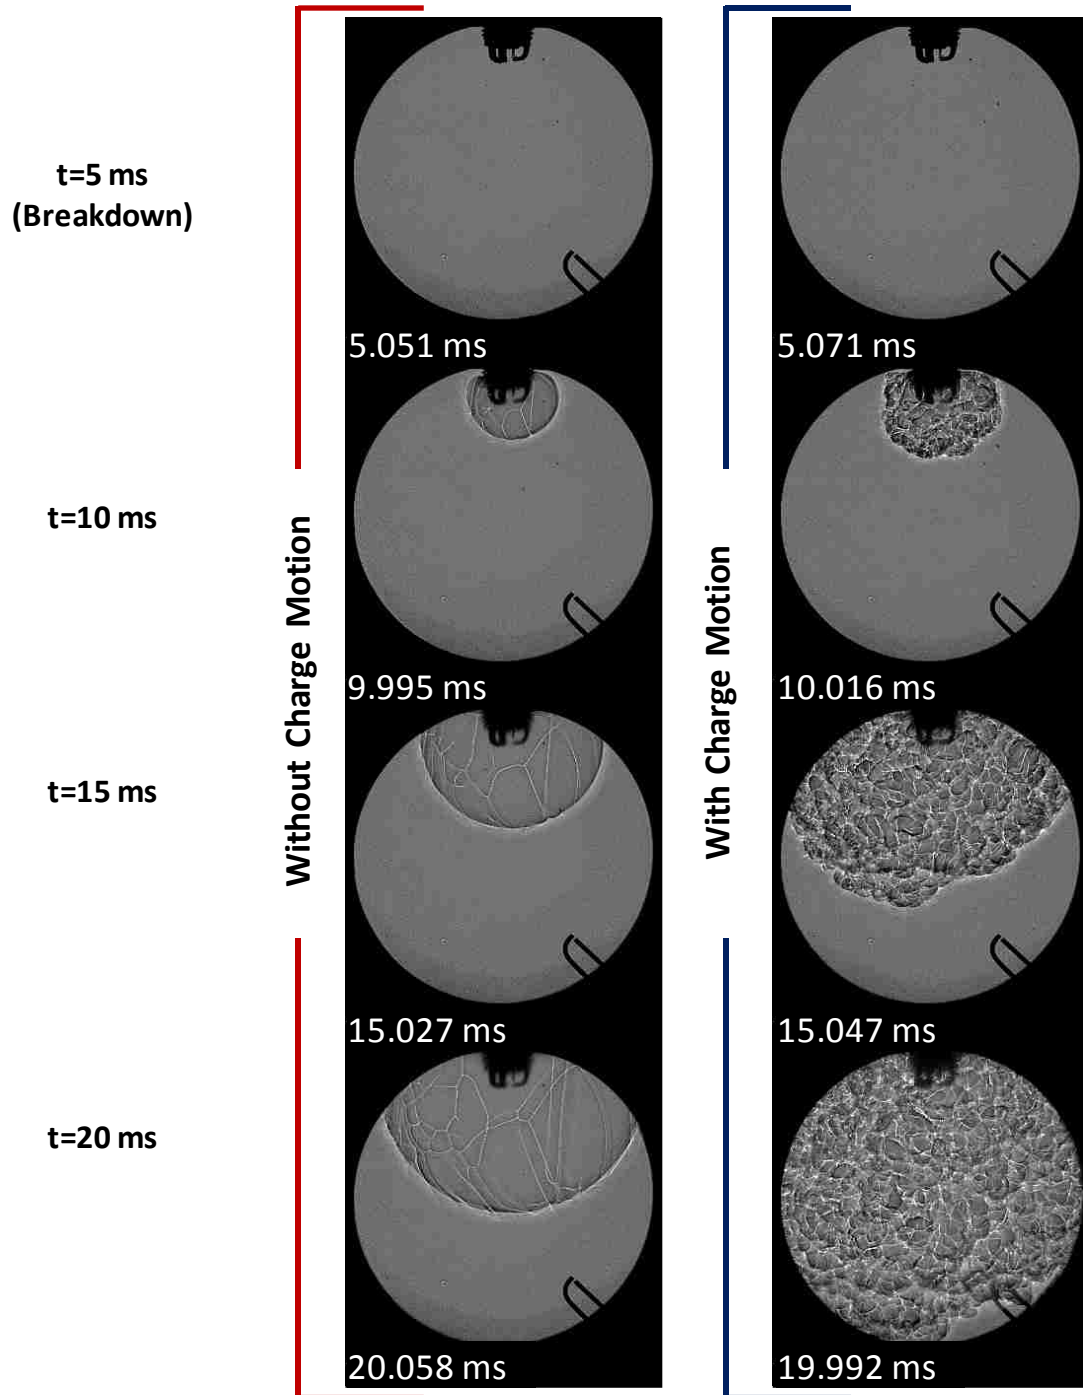 t=5 ms
(Breakdown)
5.051 ms
5.071 ms
t=10 ms
9.995 ms
10.016 ms
Without Charge Motion
With Charge Motion
t=15 ms
15.027 ms
15.047 ms
t=20 ms
20.058 ms
19.992 ms